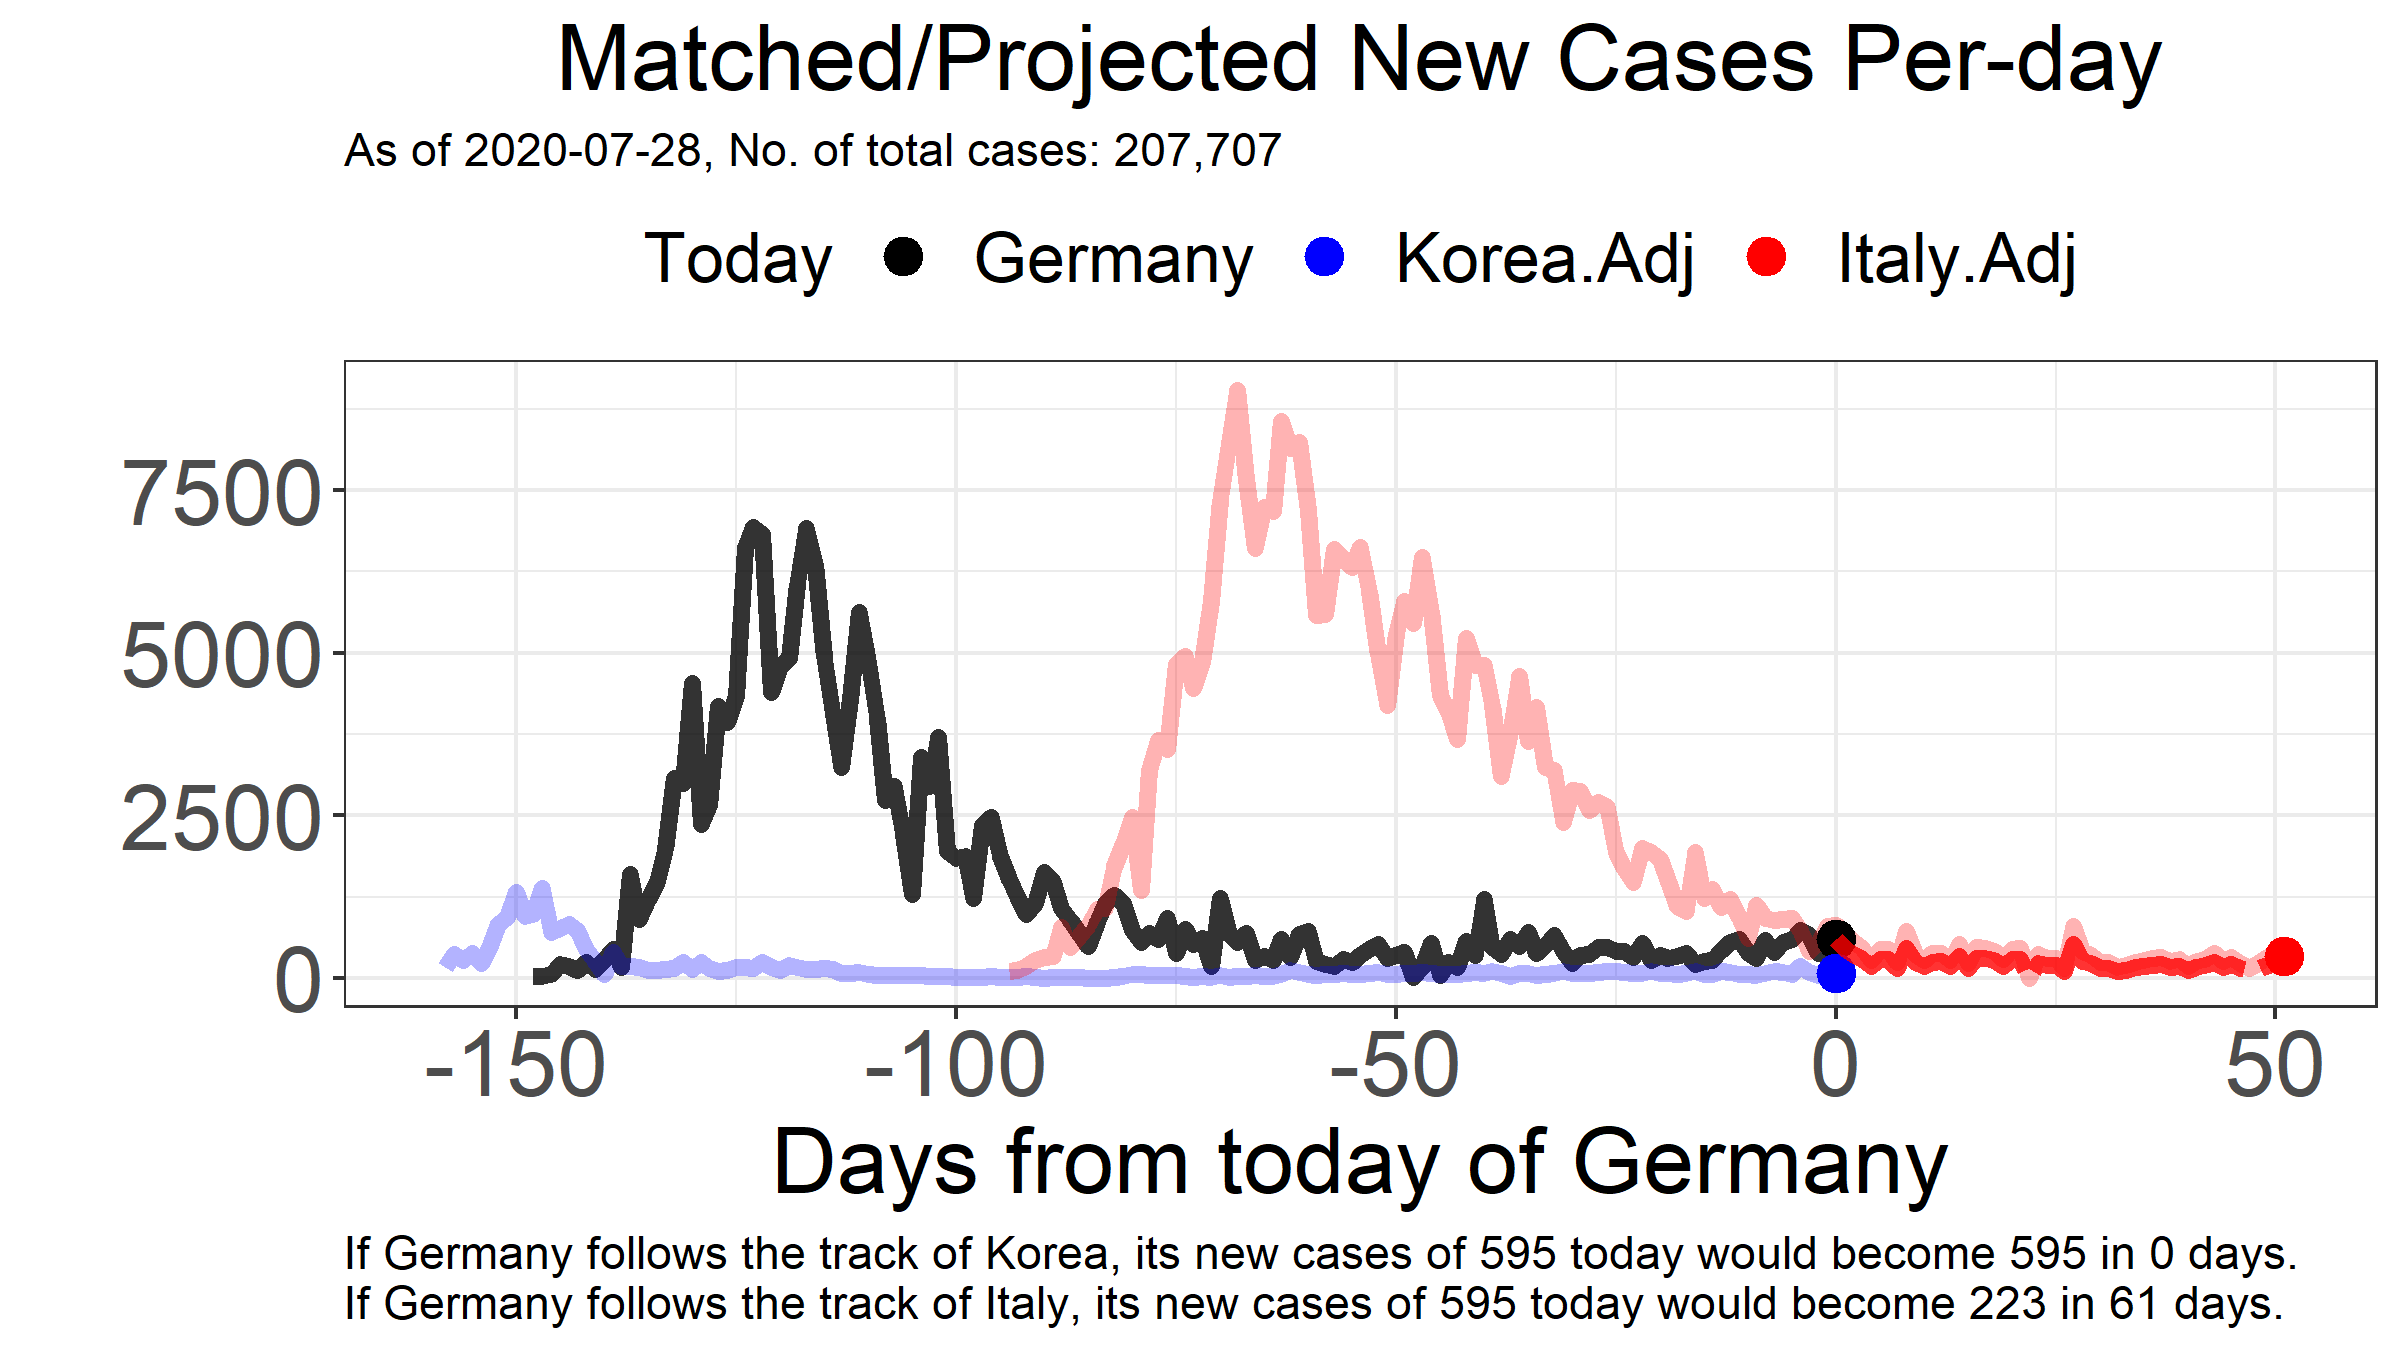 Matched/Projected New Cases Per-day
As of 2020-07-28, No. of total cases: 207,707
Today Germany Korea.Adj Italy.Adj
7500
5000
2500
0
-150 -100 -50 0 50
Days from today of Germany
If Germany follows the track of Korea, its new cases of 595 today would become 595 in 0 days.
If Germany follows the track of Italy, its new cases of 595 today would become 223 in 61 days.